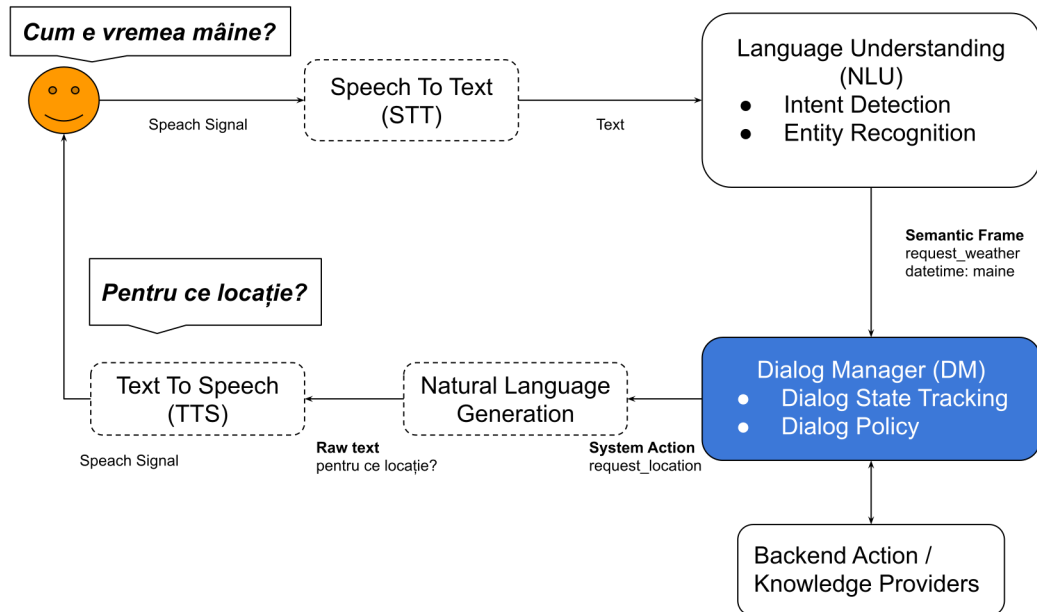 Cum e vremea mâine?
Speech To Text
(STT)
Language Understanding
(NLU)
● Intent Detection
● Entity Recognition
Speach Signal
Text
Semantic Frame
request_weather
datetime: maine
Pentru ce locație?
Text To Speech
(TTS)
Natural Language
Generation
Dialog Manager (DM)
● Dialog State Tracking
● Dialog Policy
Speach Signal
Raw text
pentru ce locație?
System Action
request_location
Backend Action /
Knowledge Providers